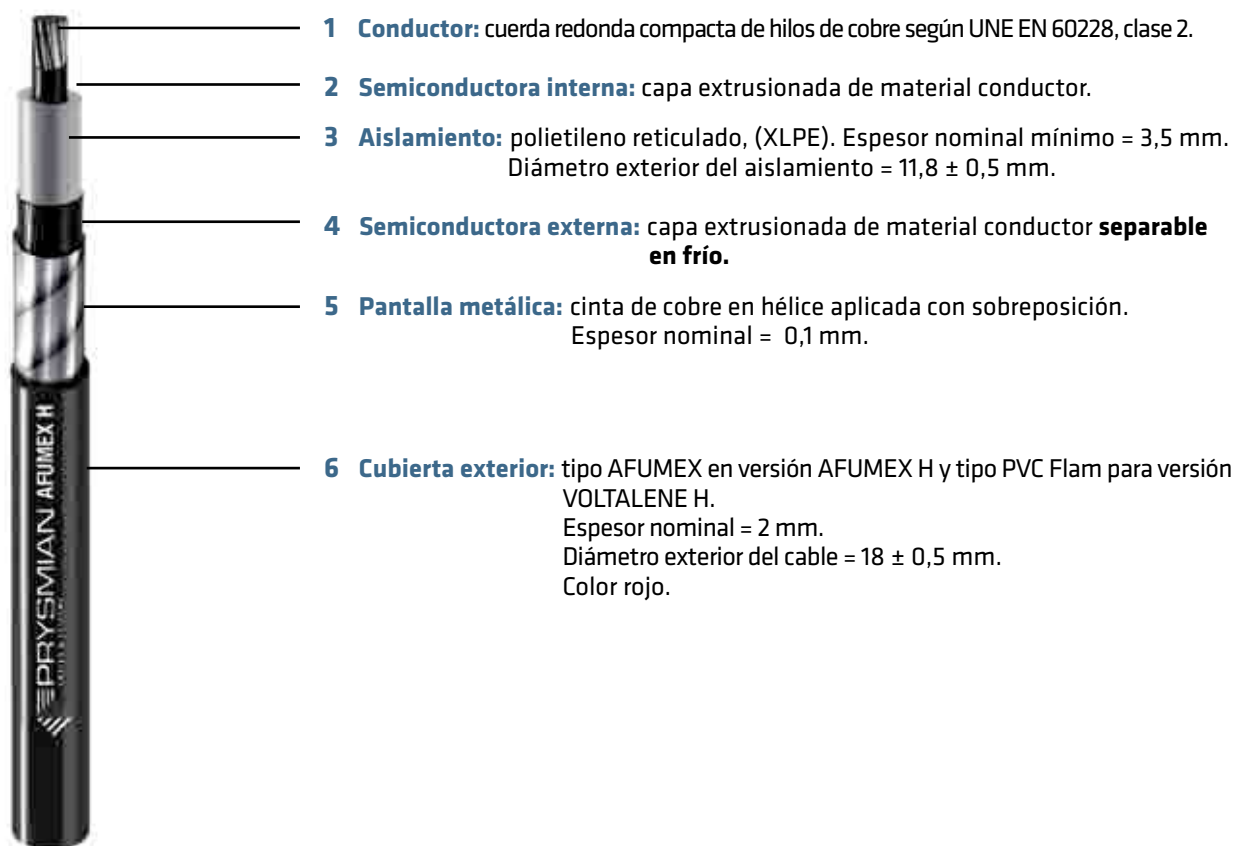 1 Conductor: cuerda redonda compacta de hilos de cobre según UNE EN 60228, clase 2.
2 Semiconductora interna: capa extrusionada de material conductor.
3 Aislamiento: polietileno reticulado, (XLPE). Espesor nominal mínimo = 3,5 mm.
Diámetro exterior del aislamiento = 11,8 ± 0,5 mm.
4 Semiconductora externa: capa extrusionada de material conductor separable
en frío.
5 Pantalla metálica: cinta de cobre en hélice aplicada con sobreposición.
Espesor nominal = 0,1 mm.
6 Cubierta exterior: tipo AFUMEX en versión AFUMEX H y tipo PVC Flam para versión
VOLTALENE H.
Espesor nominal = 2 mm.
Diámetro exterior del cable = 18 ± 0,5 mm.
Color rojo.
PRYSMIAN AFUMEX H